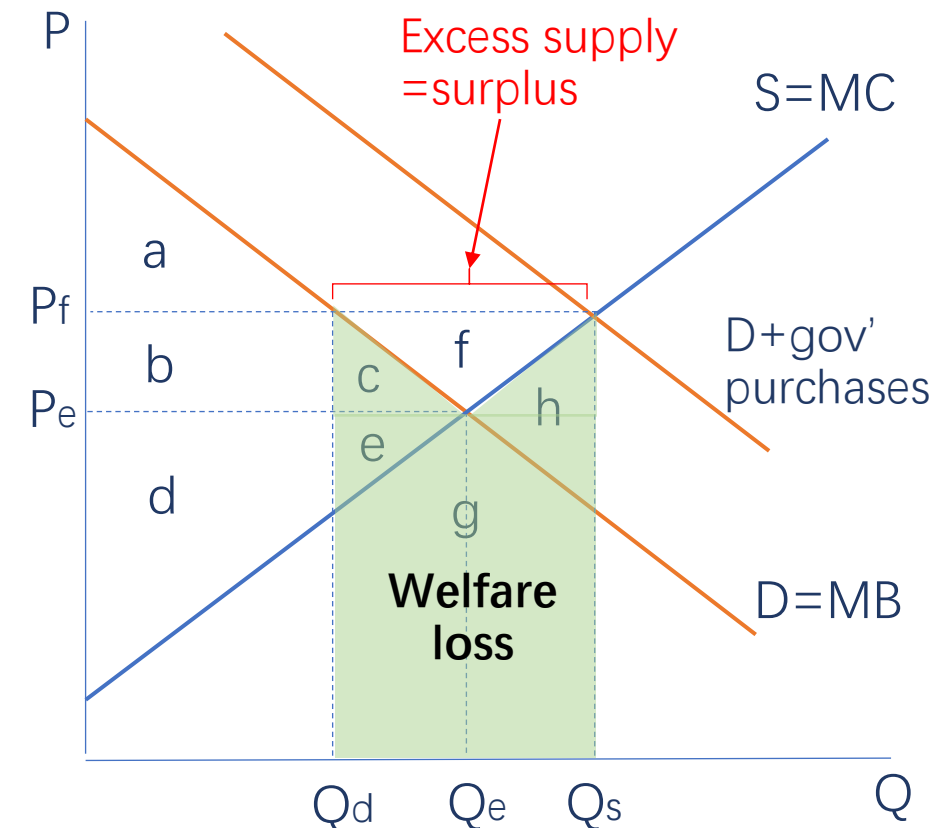 P
Excess supply
=surplus
S=MC
a
Pf
f
D+gov’
purchases
b
c
Pe
h
e
d
g
Welfare
loss
D=MB
Qd
Qe
Qs
Q